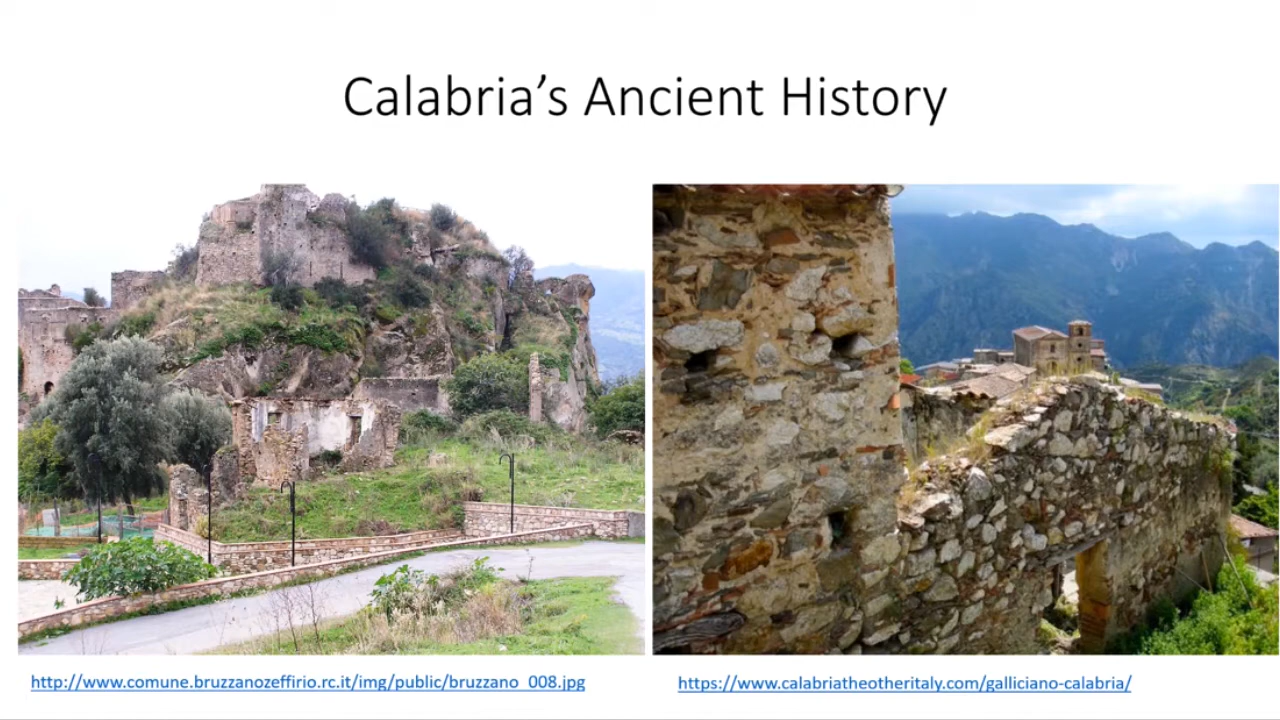 Calabria’s Ancient History
http://www.comune.bruzzanozeffirio.rc.it/img/public/bruzzano_008.jpg
https://www.calabriatheotheritaly.com/galliciano-calabria/